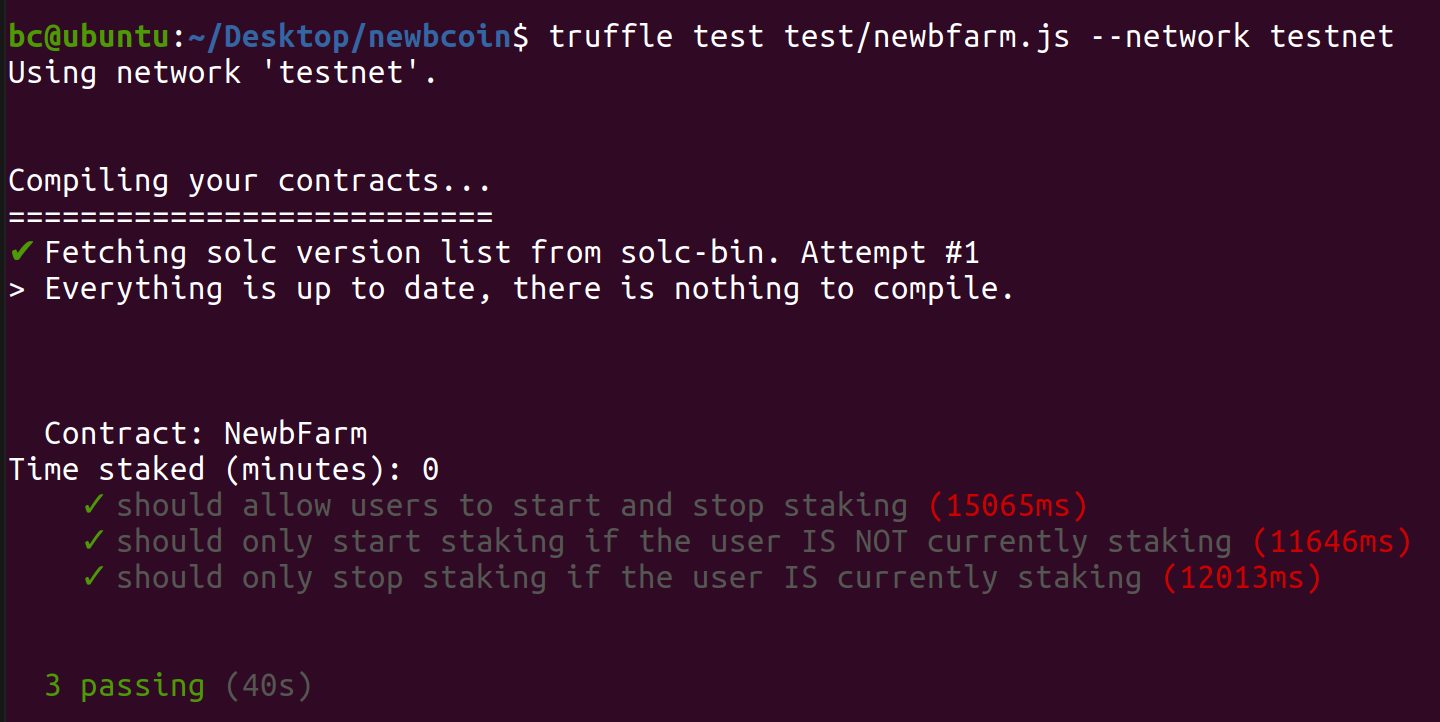 bc@ubuntu:~/Desktop/newbcoin$ truffle test test/newbfarm.js --network testnet
Using network 'testnet'.
Compiling your contracts...
===========================
✔ Fetching solc version list from solc-bin. Attempt #1
> Everything is up to date, there is nothing to compile.
Contract: NewbFarm
Time staked (minutes): 0
✓ should allow users to start and stop staking (15065ms)
✓ should only start staking if the user IS NOT currently staking (11646ms)
✓ should only stop staking if the user IS currently staking (12013ms)
3 passing (40s)